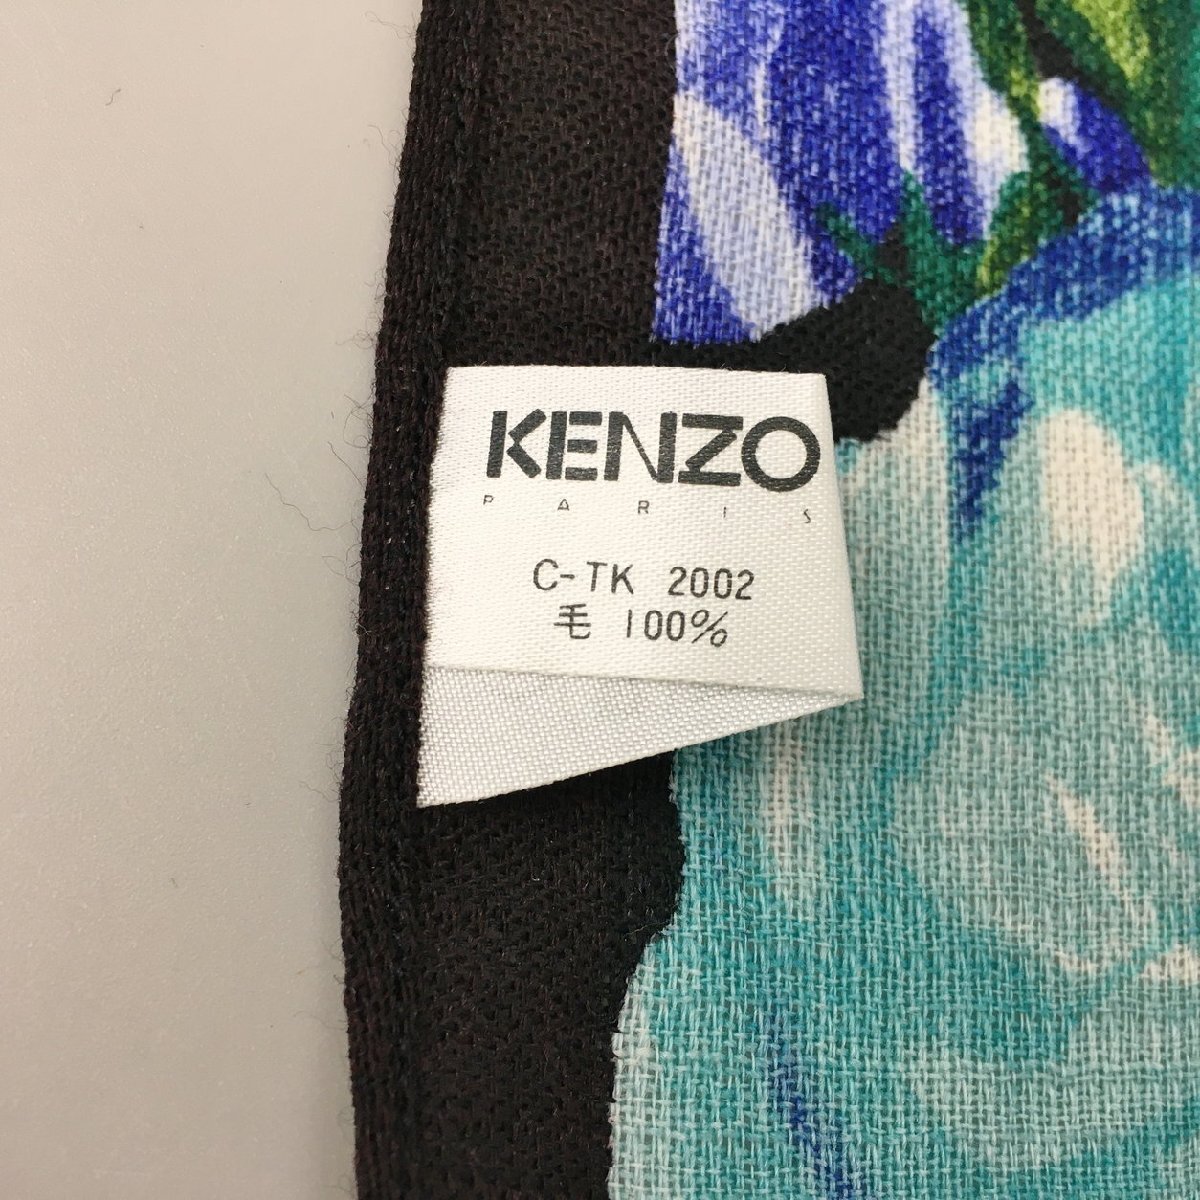 KENZO
PARIS
C-TK 2002
毛 100%